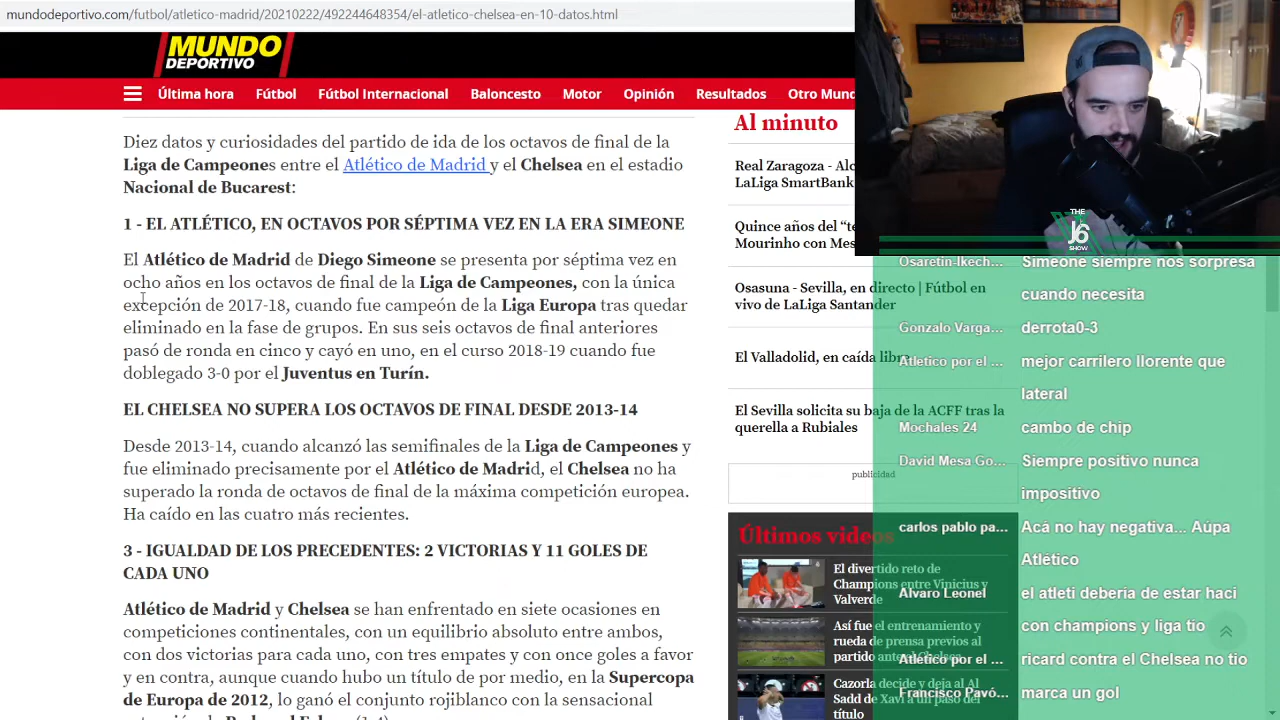 mundodeportivo.com/futbol/atletico-madrid/20210222/492244648354/el-atletico-chelsea-en-10-datos.html
MUNDO
DEPORTIVO
Última hora Fútbol Fútbol Internacional Baloncesto Motor Opinión Resultados Otro Mund
Diez datos y curiosidades del partido de ida de los octavos de final de la
Liga de Campeones entre el Atlético de Madrid y el Chelsea en el estadio
Nacional de Bucarest:
1 - EL ATLÉTICO, EN OCTAVOS POR SÉPTIMA VEZ EN LA ERA SIMEONE
El Atlético de Madrid de Diego Simeone se presenta por séptima vez en
ocho años en los octavos de final de la Liga de Campeones, con la única
excepción de 2017-18, cuando fue campeón de la Liga Europa tras quedar
eliminado en la fase de grupos. En sus seis octavos de final anteriores
pasó de ronda en cinco y cayó en uno, en el curso 2018-19 cuando fue
doblegado 3-0 por el Juventus en Turín.
EL CHELSEA NO SUPERA LOS OCTAVOS DE FINAL DESDE 2013-14
Desde 2013-14, cuando alcanzó las semifinales de la Liga de Campeones y
fue eliminado precisamente por el Atlético de Madrid, el Chelsea no ha
superado la ronda de octavos de final de la máxima competición europea.
Ha caído en las cuatro más recientes.
3 - IGUALDAD DE LOS PRECEDENTES: 2 VICTORIAS Y 11 GOLES DE
CADA UNO
Atlético de Madrid y Chelsea se han enfrentado en siete ocasiones en
competiciones continentales, con un equilibrio absoluto entre ambos,
con dos victorias para cada uno, con tres empates y con once goles a favor
y en contra, aunque cuando hubo un título de por medio, en la Supercopa
de Europa de 2012, lo ganó el conjunto rojiblanco con la sensacional
Al minuto
Real Zaragoza - Alc
LaLiga SmartBank
Quince años del “te
Mourinho con Mes
Osasuna - Sevilla, en directo | Fútbol en
vivo de LaLiga Santander
El Valladolid, en caída libre
El Sevilla solicita su baja de la ACFF tras la
querella a Rubiales
publicidad
Últimos videos
El divertido reto de
Champions entre Vinicius y
Valverde
Así fue el entrenamiento y
rueda de prensa previos al
partido ante el Chelsea
Cazorla decide y deja al Al
Sadd de Xavi a un paso del
título
THE
J6
SHOW
Osaretin-Ikech... Simeone siempre nos sorpresa
cuando necesita
Gonzalo Varga... derrota0-3
Atletico por el ... mejor carrilero llorente que
lateral
Mochales 24 cambo de chip
David Mesa Go... Siempre positivo nunca
impositivo
carlos pablo pa... Acá no hay negativa... Aúpa
Atlético
Alvaro Leonel el atleti debería de estar haci
con champions y liga tio
Atlético por el ... ricard contra el Chelsea no tio
Francisco Pavó... marca un gol